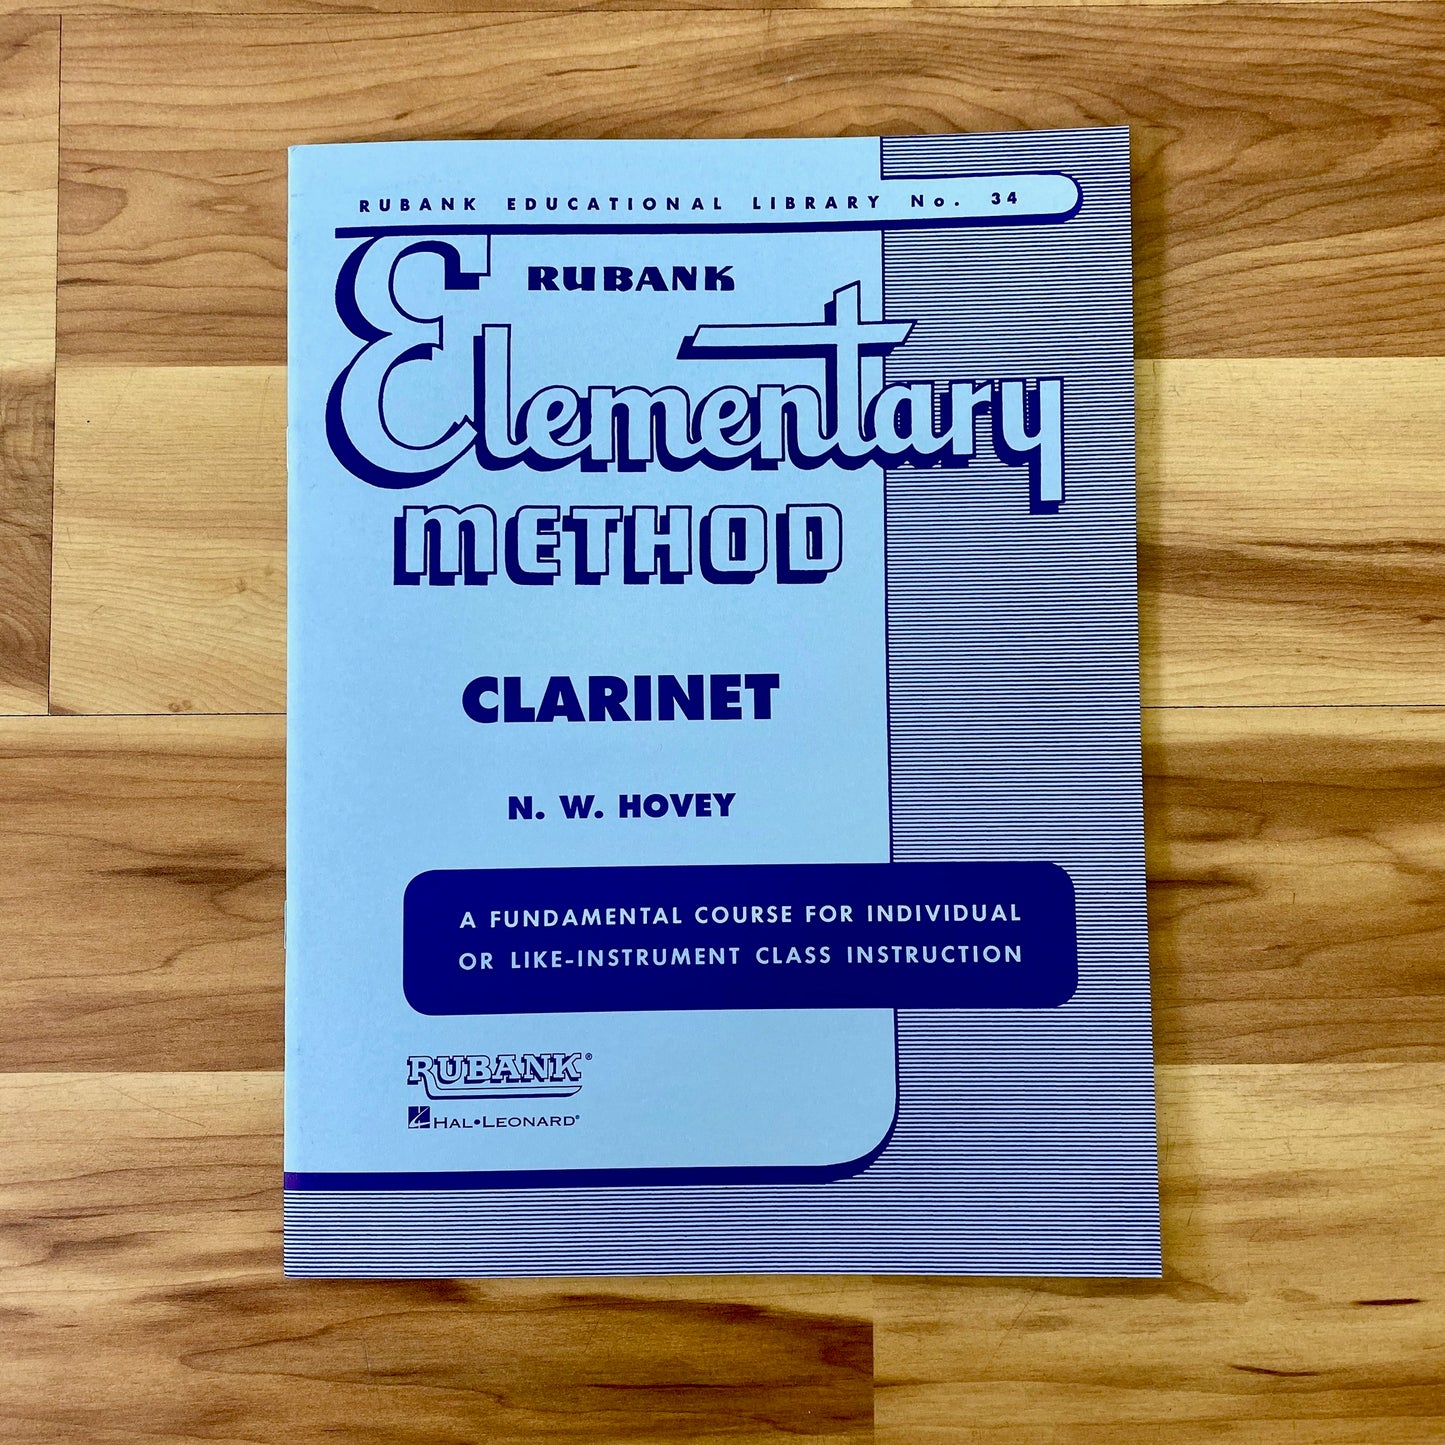 RUBANK EDUCATIONAL LIBRARY No. 34
RUBANK
Elementary
METHOD
CLARINET
N. W. HOVEY
A FUNDAMENTAL COURSE FOR INDIVIDUAL
OR LIKE-INSTRUMENT CLASS INSTRUCTION
RUBANK®
HAL•LEONARD®